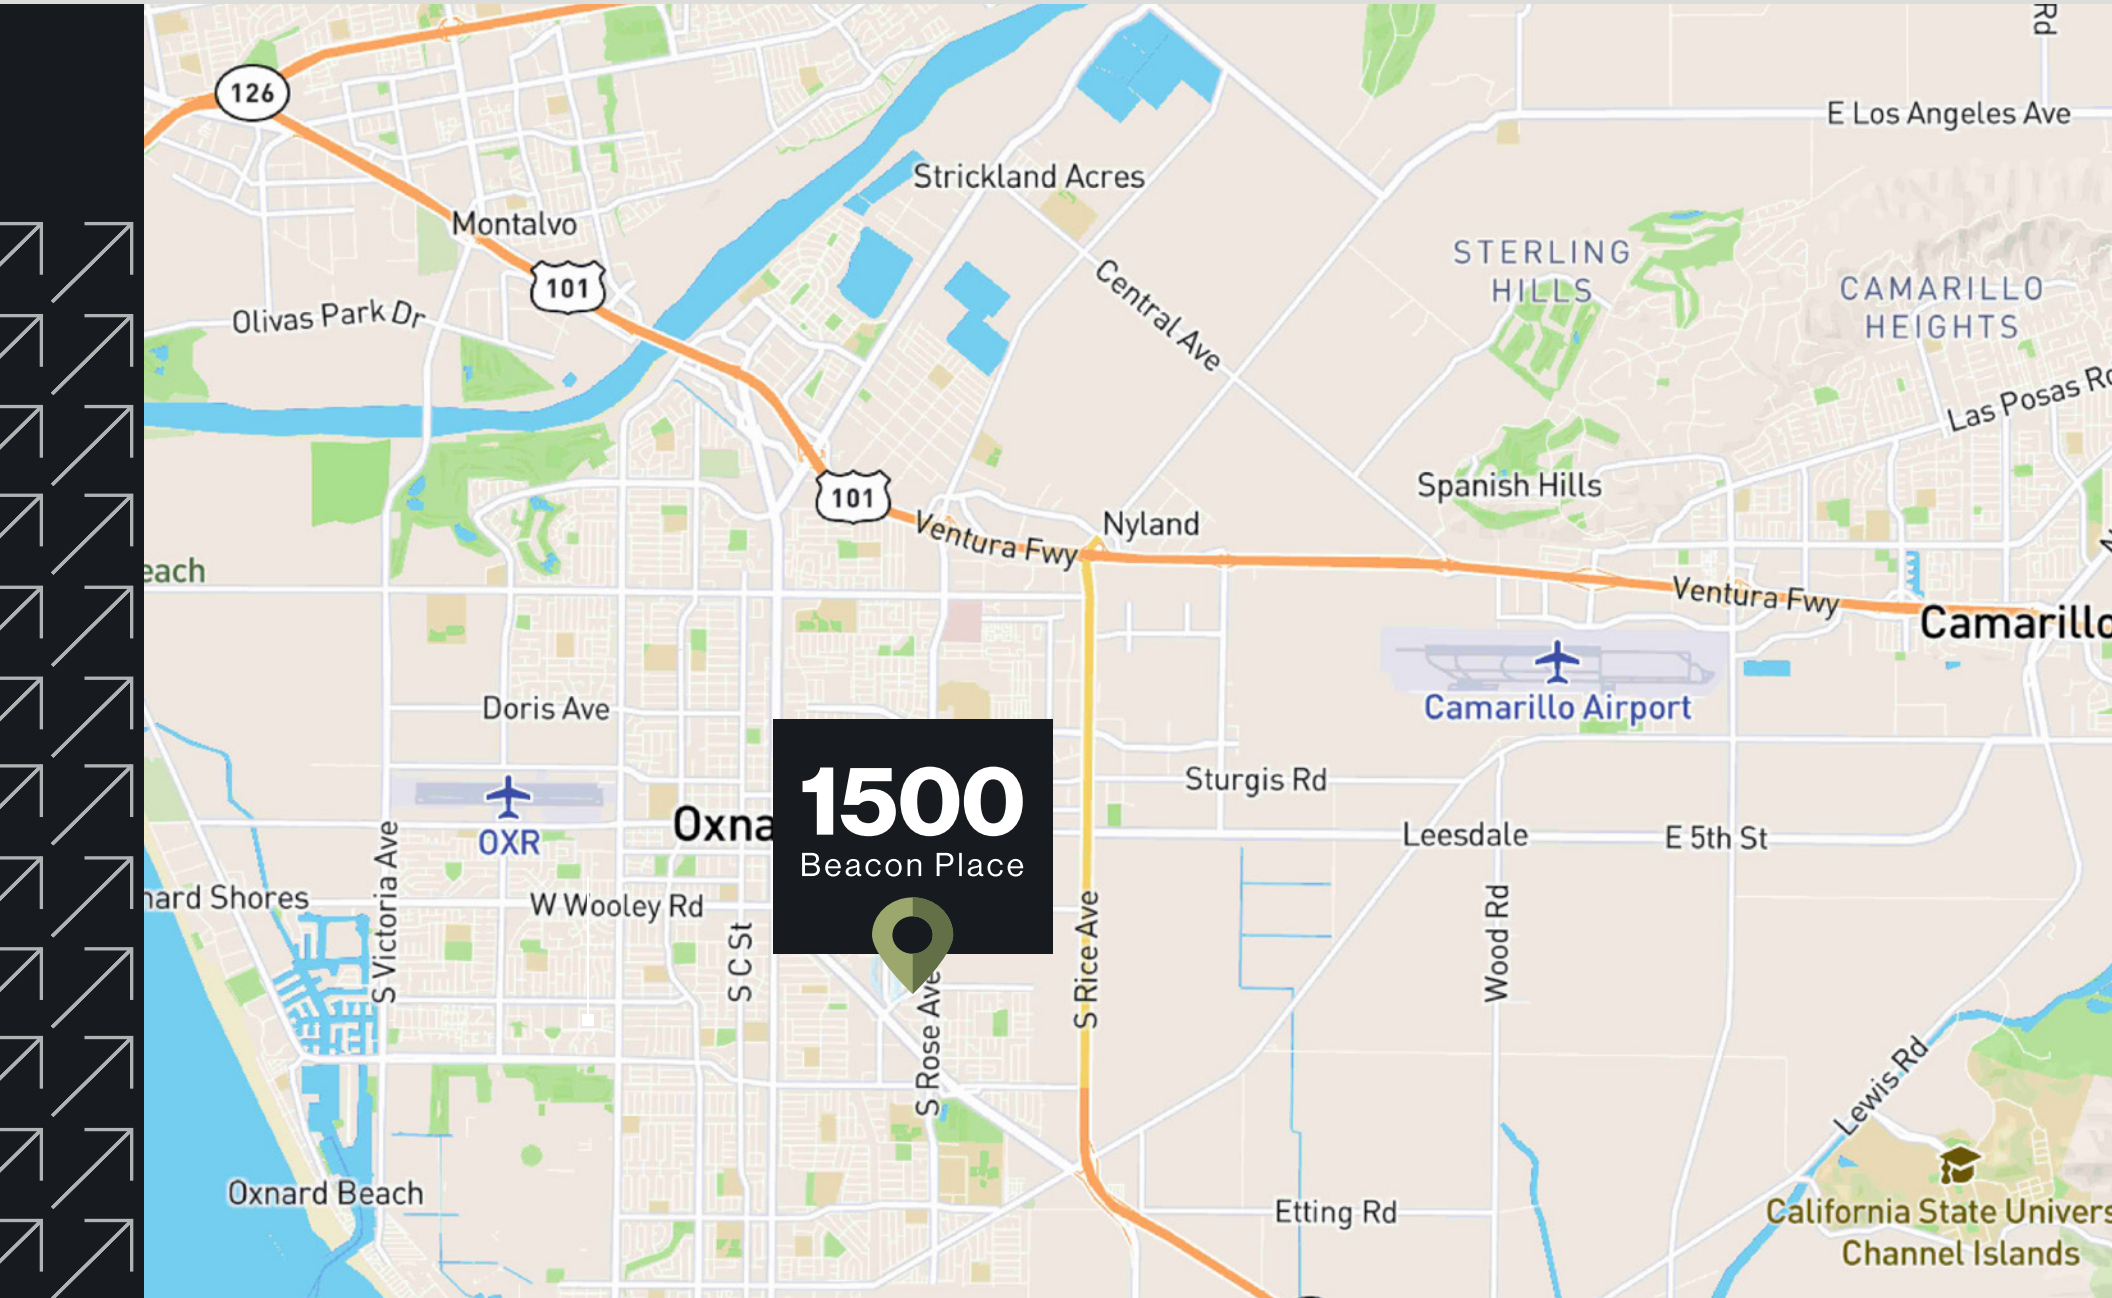 Rd
126
E Los Angeles Ave
Strickland Acres
Montalvo
STERLING
HILLS
101
Central Ave
CAMARILLO
HEIGHTS
Olivas Park Dr
Las Posas Rd
101
Spanish Hills
Ventura Fwy
Nyland
each
Ventura Fwy
Camarillo
Doris Ave
Camarillo Airport
1500
Beacon Place
Sturgis Rd
Oxna
OXR
Leesdale
E 5th St
nard Shores
S Victoria Ave
W Wooley Rd
S C St
S Rose Ave
S Rice Ave
Wood Rd
Lewis Rd
Oxnard Beach
Etting Rd
California State Univers
Channel Islands